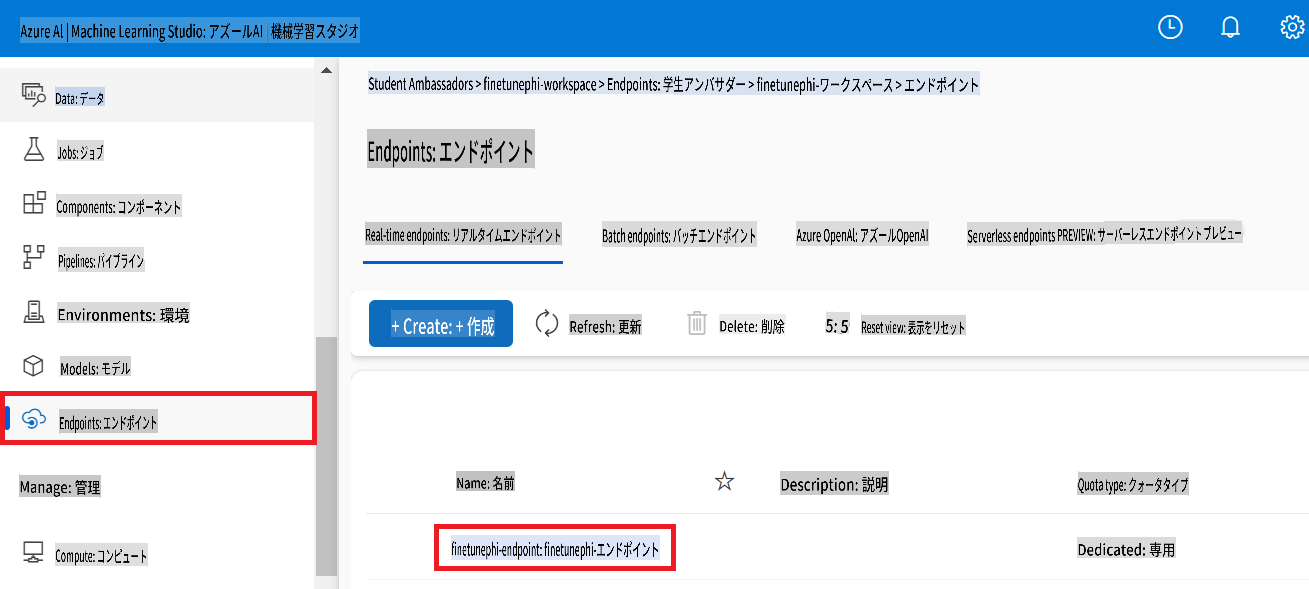 Azure Al | Machine Learning Studio: アズールAI | 機械学習スタジオ
Data: データ
Jobs: ジョブ
Components: コンポーネント
Pipelines: パイプライン
Environments: 環境
Models: モデル
Endpoints: エンドポイント
Manage: 管理
Compute: コンピュート
Student Ambassadors > finetunephi-workspace > Endpoints: 学生アンバサダー > finetunephi-ワークスペース > エンドポイント
Endpoints: エンドポイント
Real-time endpoints: リアルタイムエンドポイント
Batch endpoints: バッチエンドポイント
Azure OpenAl: アズールOpenAI
Serverless endpoints PREVIEW: サーバーレスエンドポイントプレビュー
+ Create: + 作成
Refresh: 更新
Delete: 削除
5: 5
Reset view: 表示をリセット
Name: 名前
Description: 説明
Quota type: クォータタイプ
finetunephi-endpoint: finetunephi-エンドポイント
Dedicated: 専用